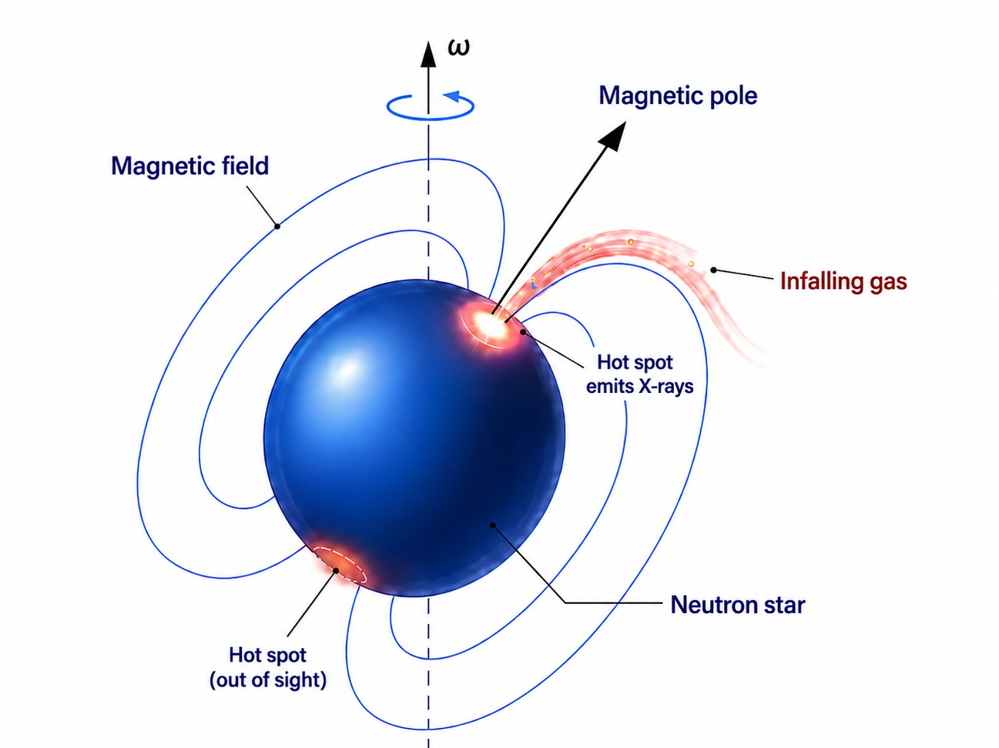 ω
Magnetic pole
Magnetic field
Infalling gas
Hot spot
emits X-rays
Neutron star
Hot spot
(out of sight)